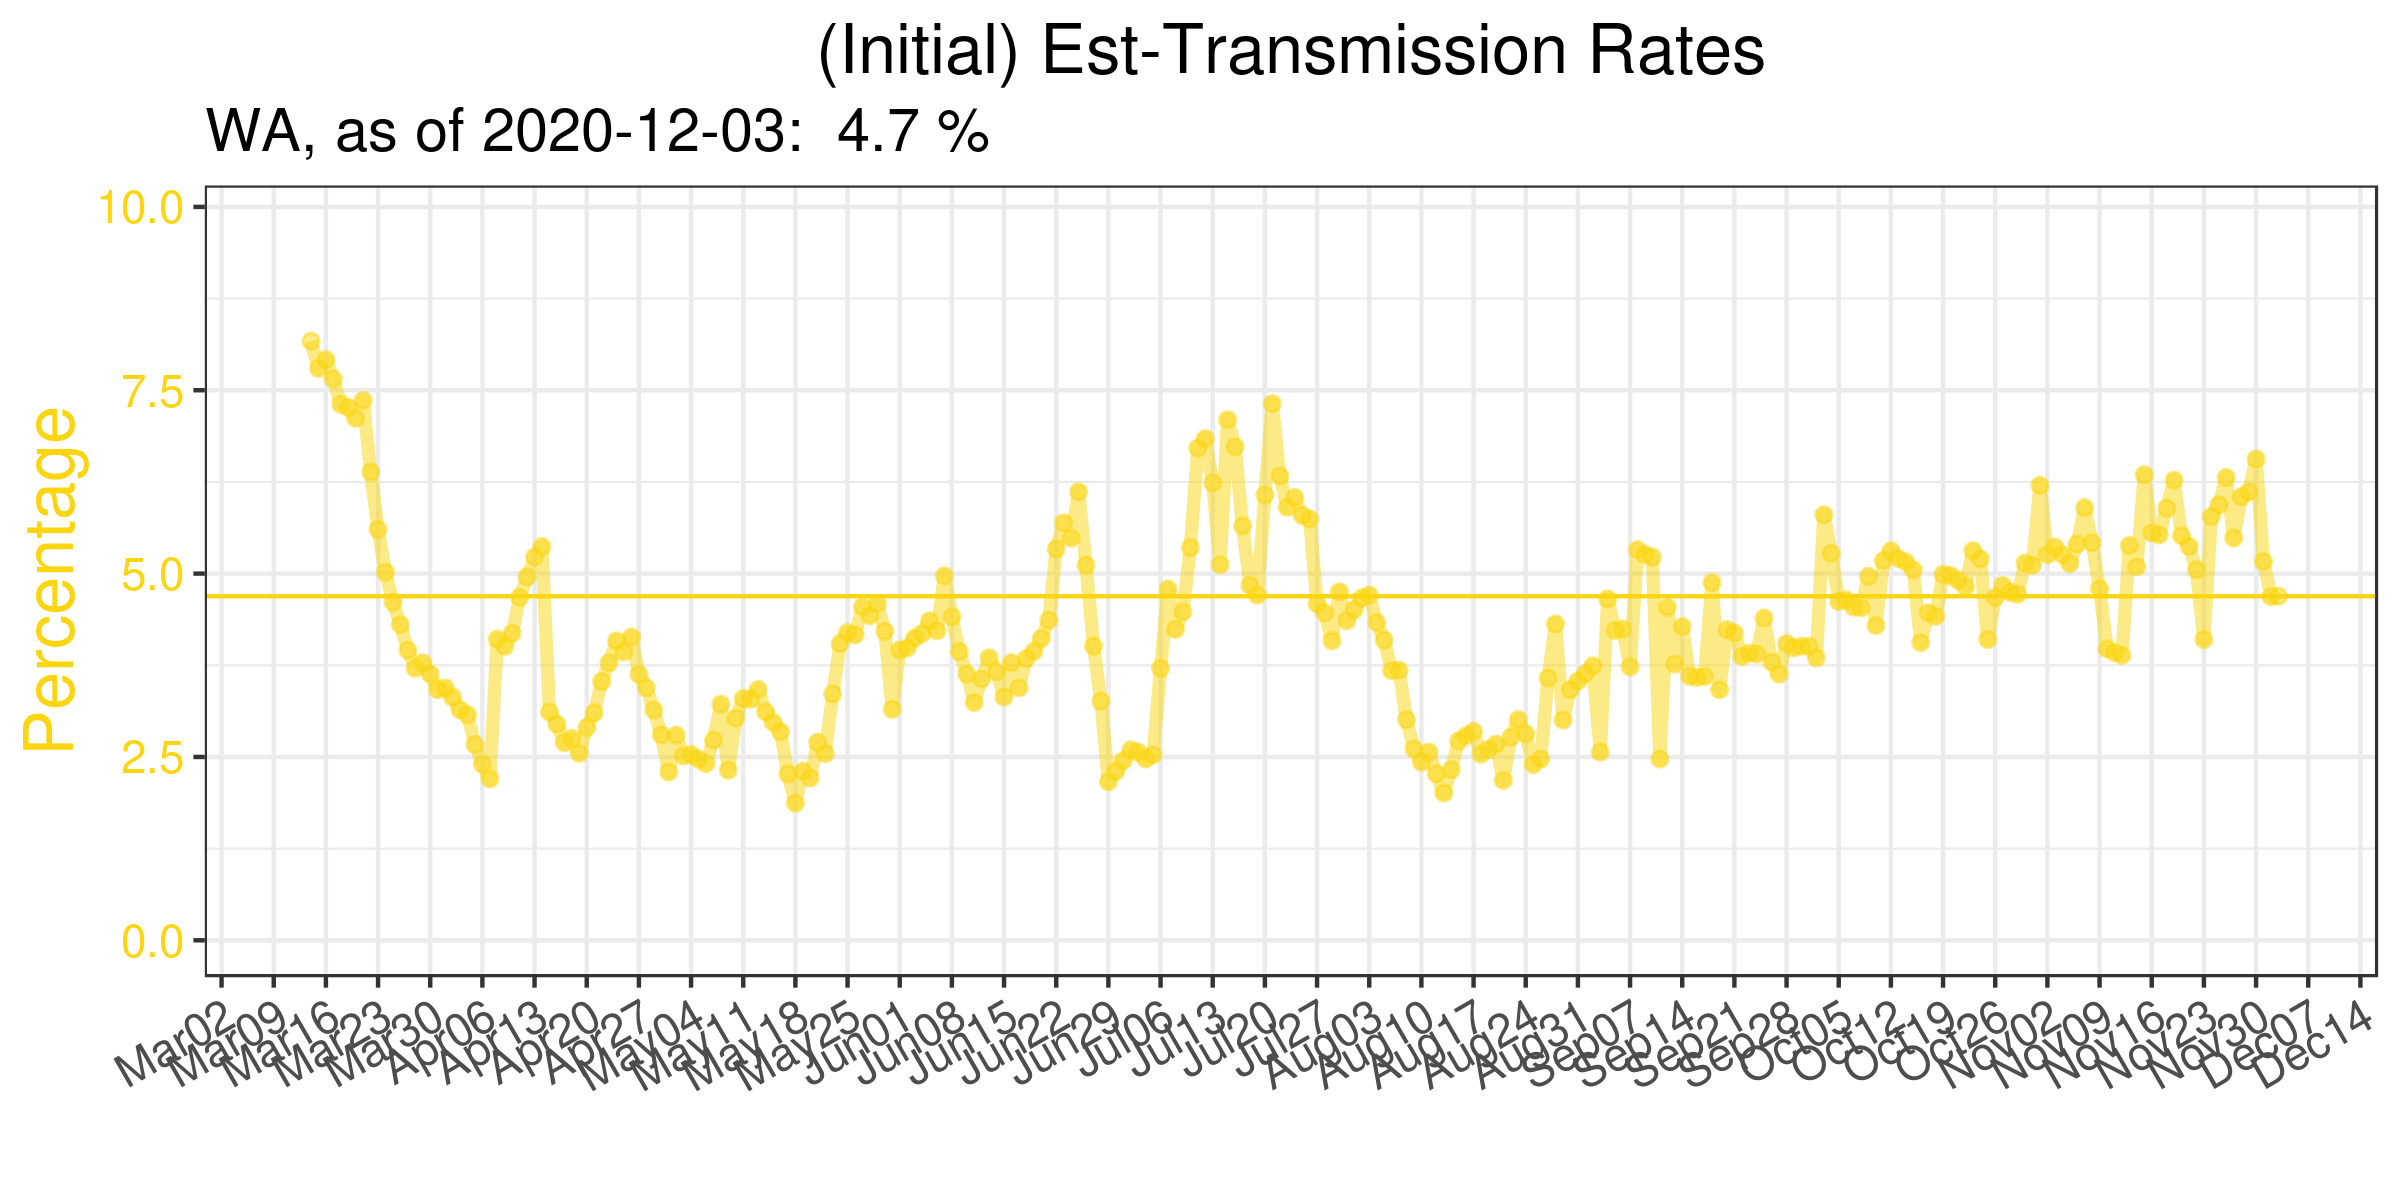 (Initial) Est-Transmission Rates
WA, as of 2020-12-03: 4.7 %
Percentage
10.0
7.5
5.0
2.5
0.0
Mar02
Mar09
Mar16
Mar23
Mar30
Apr06
Apr13
Apr20
Apr27
May04
May11
May18
May25
Jun01
Jun08
Jun15
Jun22
Jun29
Jul06
Jul13
Jul20
Jul27
Aug03
Aug10
Aug17
Aug24
Aug31
Sep07
Sep14
Sep21
Sep28
Oct05
Oct12
Oct19
Oct26
Nov02
Nov09
Nov16
Nov23
Nov30
Dec07
Dec14